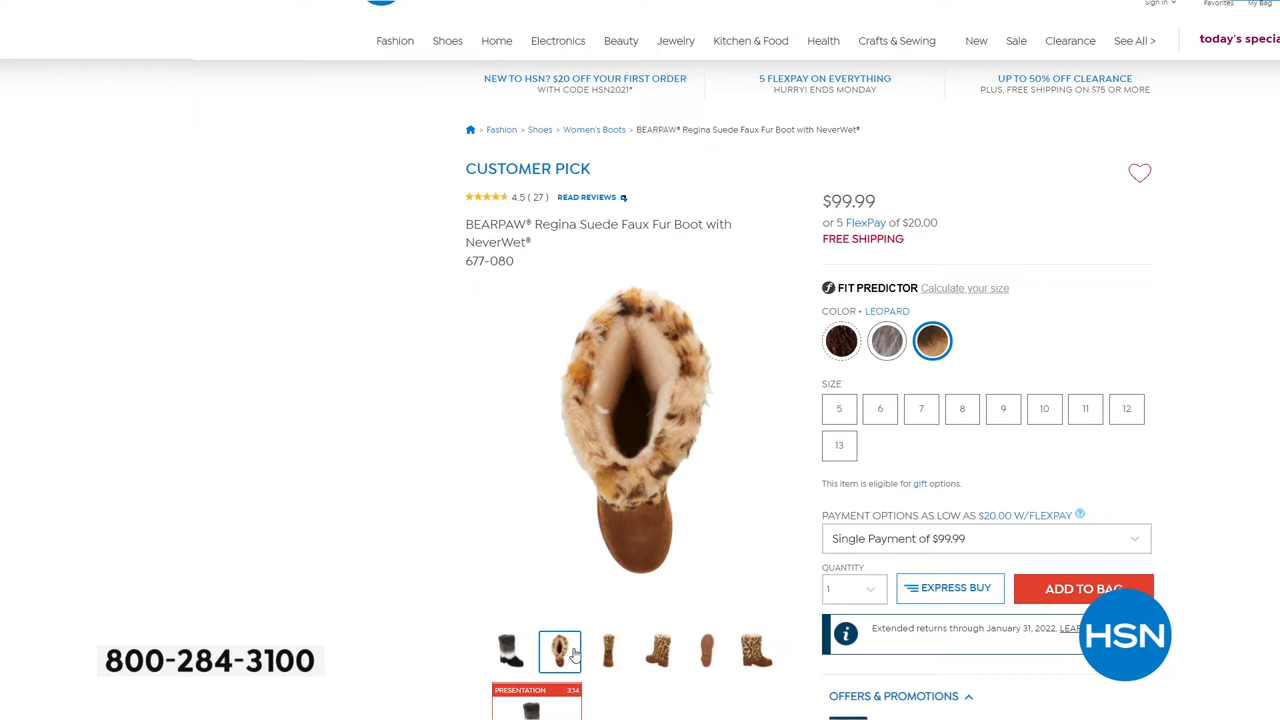 Sign In
Favorites
My Bag
Fashion
Shoes
Home
Electronics
Beauty
Jewelry
Kitchen & Food
Health
Crafts & Sewing
New
Sale
Clearance
See All >
today's
NEW TO HSN? $20 OFF YOUR FIRST ORDER
WITH CODE HSN2021*
5 FLEXPAY ON EVERYTHING
HURRY! ENDS MONDAY
UP TO 50% OFF CLEARANCE
PLUS, FREE SHIPPING ON $75 OR MORE
> Fashion > Shoes > Women's Boots > BEARPAW® Regina Suede Faux Fur Boot with NeverWet®
CUSTOMER PICK
4.5 ( 27 ) READ REVIEWS
BEARPAW® Regina Suede Faux Fur Boot with
NeverWet®
677-080
$99.99
or 5 FlexPay of $20.00
FREE SHIPPING
FIT PREDICTOR Calculate your size
COLOR • LEOPARD
SIZE
5
6
7
8
9
10
11
12
13
This item is eligible for gift options.
PAYMENT OPTIONS AS LOW AS $20.00 W/FLEXPAY ?
Single Payment of $99.99
QUANTITY
1
EXPRESS BUY
ADD TO BAG
Extended returns through January 31, 2022.
HSN
800-284-3100
PRESENTATION 3:14
OFFERS & PROMOTIONS